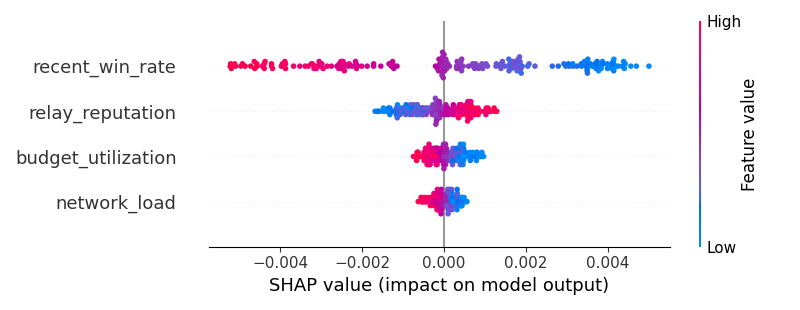 High
recent_win_rate
relay_reputation
budget_utilization
network_load
Feature value
Low
−0.004 −0.002 0.000 0.002 0.004
SHAP value (impact on model output)